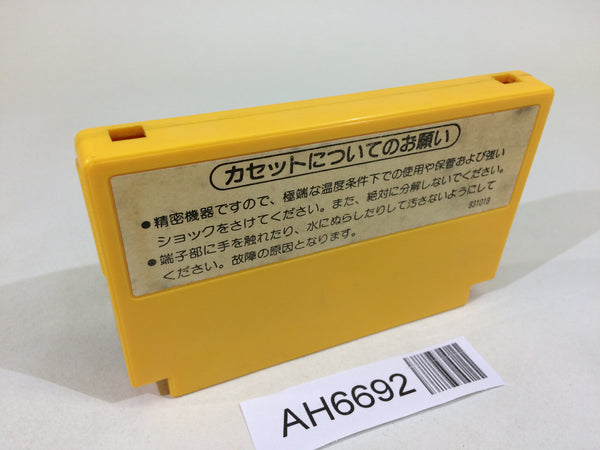 カセットについてのお願い
●精密機器ですので、極端な温度条件下での使用や保管および強い
ショックをさけてください。また、絶対に分解しないでください。
●端子部に手を触れたり、水にぬらしたりして汚さないようにして
ください。故障の原因となります。
831018
AH6692